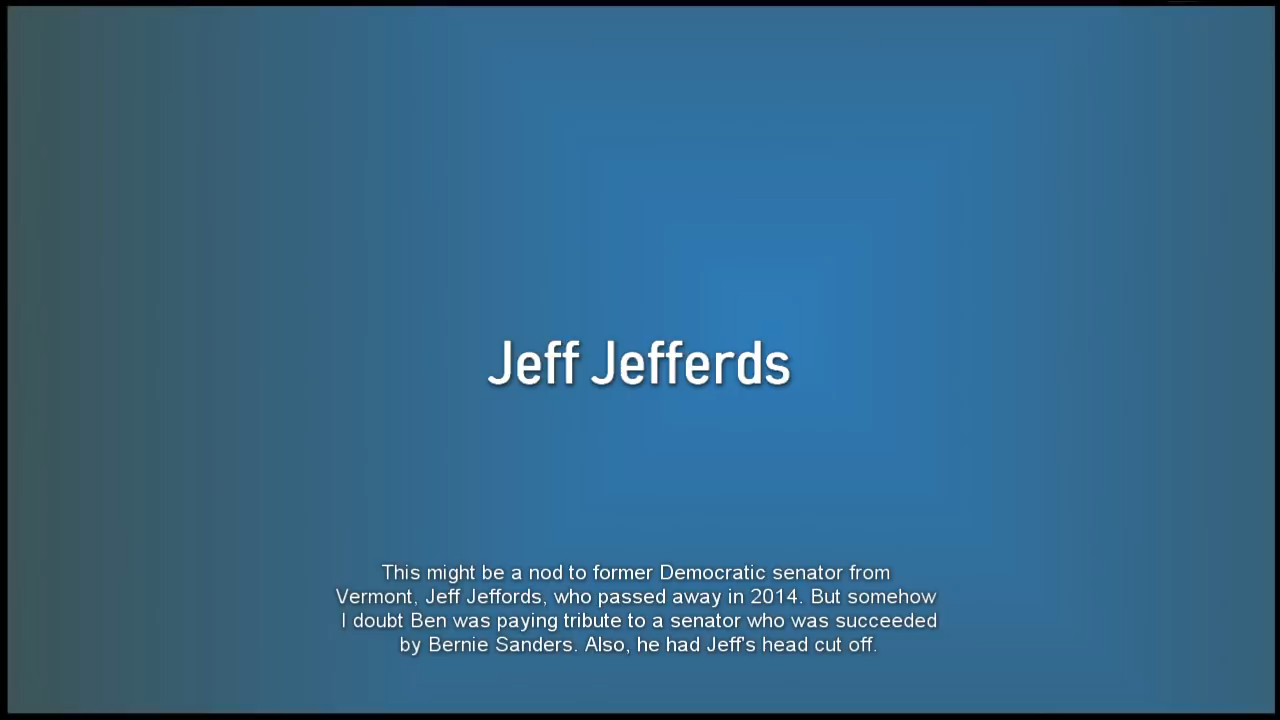 Jeff Jefferds
This might be a nod to former Democratic senator from
Vermont, Jeff Jeffords, who passed away in 2014. But somehow
I doubt Ben was paying tribute to a senator who was succeeded
by Bernie Sanders. Also, he had Jeff's head cut off.